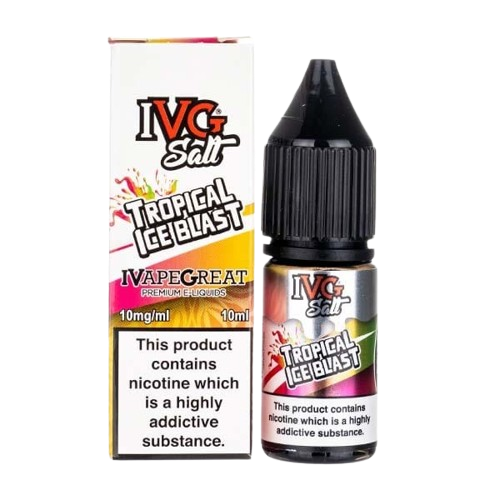 IVG®
Salt
TROPICAL
ICE BLAST
IVAPEGREAT
PREMIUM E-LIQUIDS
10mg/ml 10ml
This product
contains
nicotine which
is a highly
addictive
substance.
IVG
Salt
TROPICAL
ICE BLAST
This product contains
nicotine which is a highly
addictive substance.